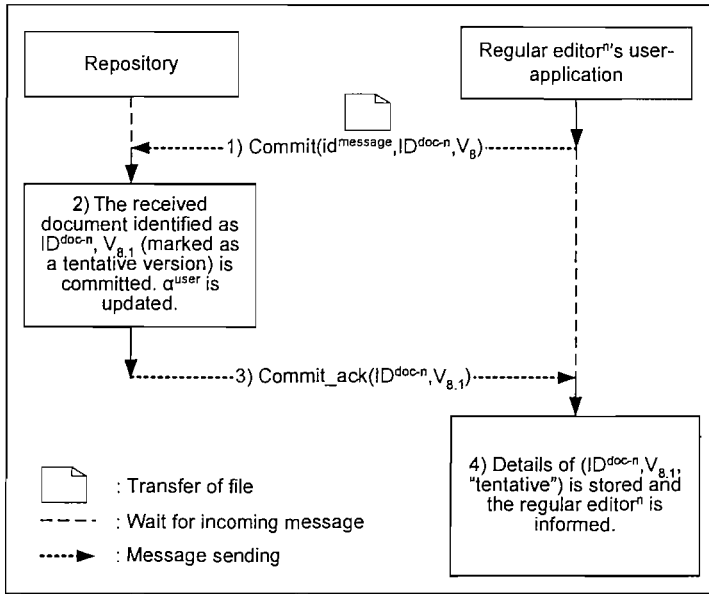 Repository
Regular editorⁿ's user-
application
1) Commit(id^message,ID^doc-n,V_8)
2) The received
document identified as
ID^doc-n, V_8.1 (marked as
a tentative version) is
committed. α^user is
updated.
3) Commit_ack(ID^doc-n,V_8.1)
4) Details of (ID^doc-n,V_8.1,
"tentative") is stored and
the regular editorⁿ is
informed.
: Transfer of file
: Wait for incoming message
: Message sending